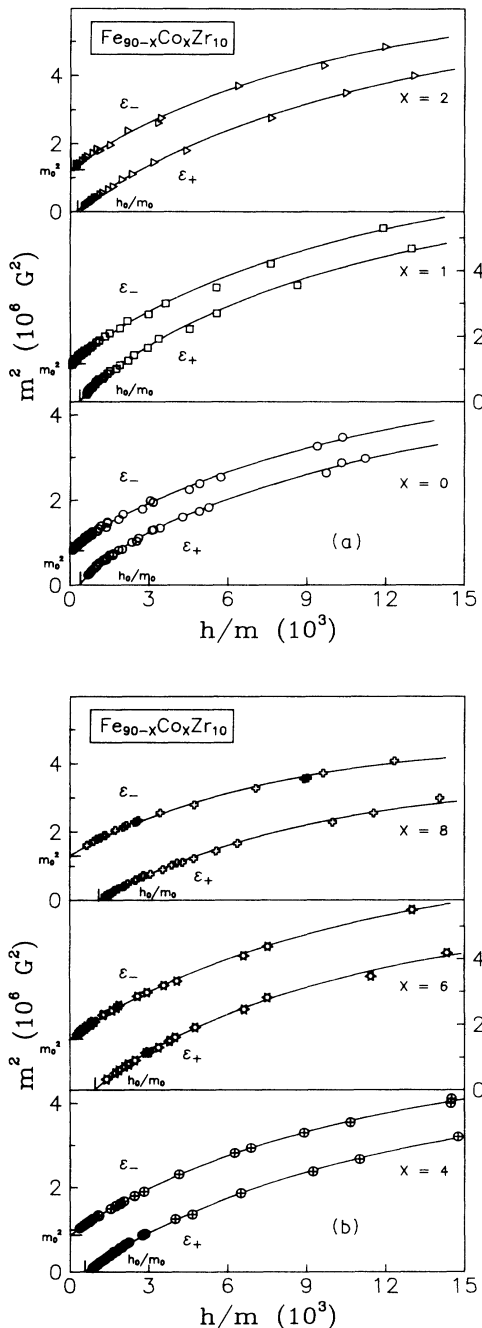 Fe₉₀₋ₓCoₓZr₁₀
4
2
m₀²
0
ε₋
ε₊
h₀/m₀
X = 2
ε₋
ε₊
m₀²
h₀/m₀
X = 1
4
2
0
m² (10⁶ G²)
4
2
m₀²
0
ε₋
ε₊
h₀/m₀
X = 0
(a)
0 3 6 9 12 15
h/m (10³)
Fe₉₀₋ₓCoₓZr₁₀
4
2
m₀²
0
ε₋
ε₊
h₀/m₀
X = 8
ε₋
ε₊
m₀²
h₀/m₀
X = 6
4
2
0
m² (10⁶ G²)
4
2
m₀²
0
ε₋
ε₊
h₀/m₀
X = 4
(b)
0 3 6 9 12 15
h/m (10³)